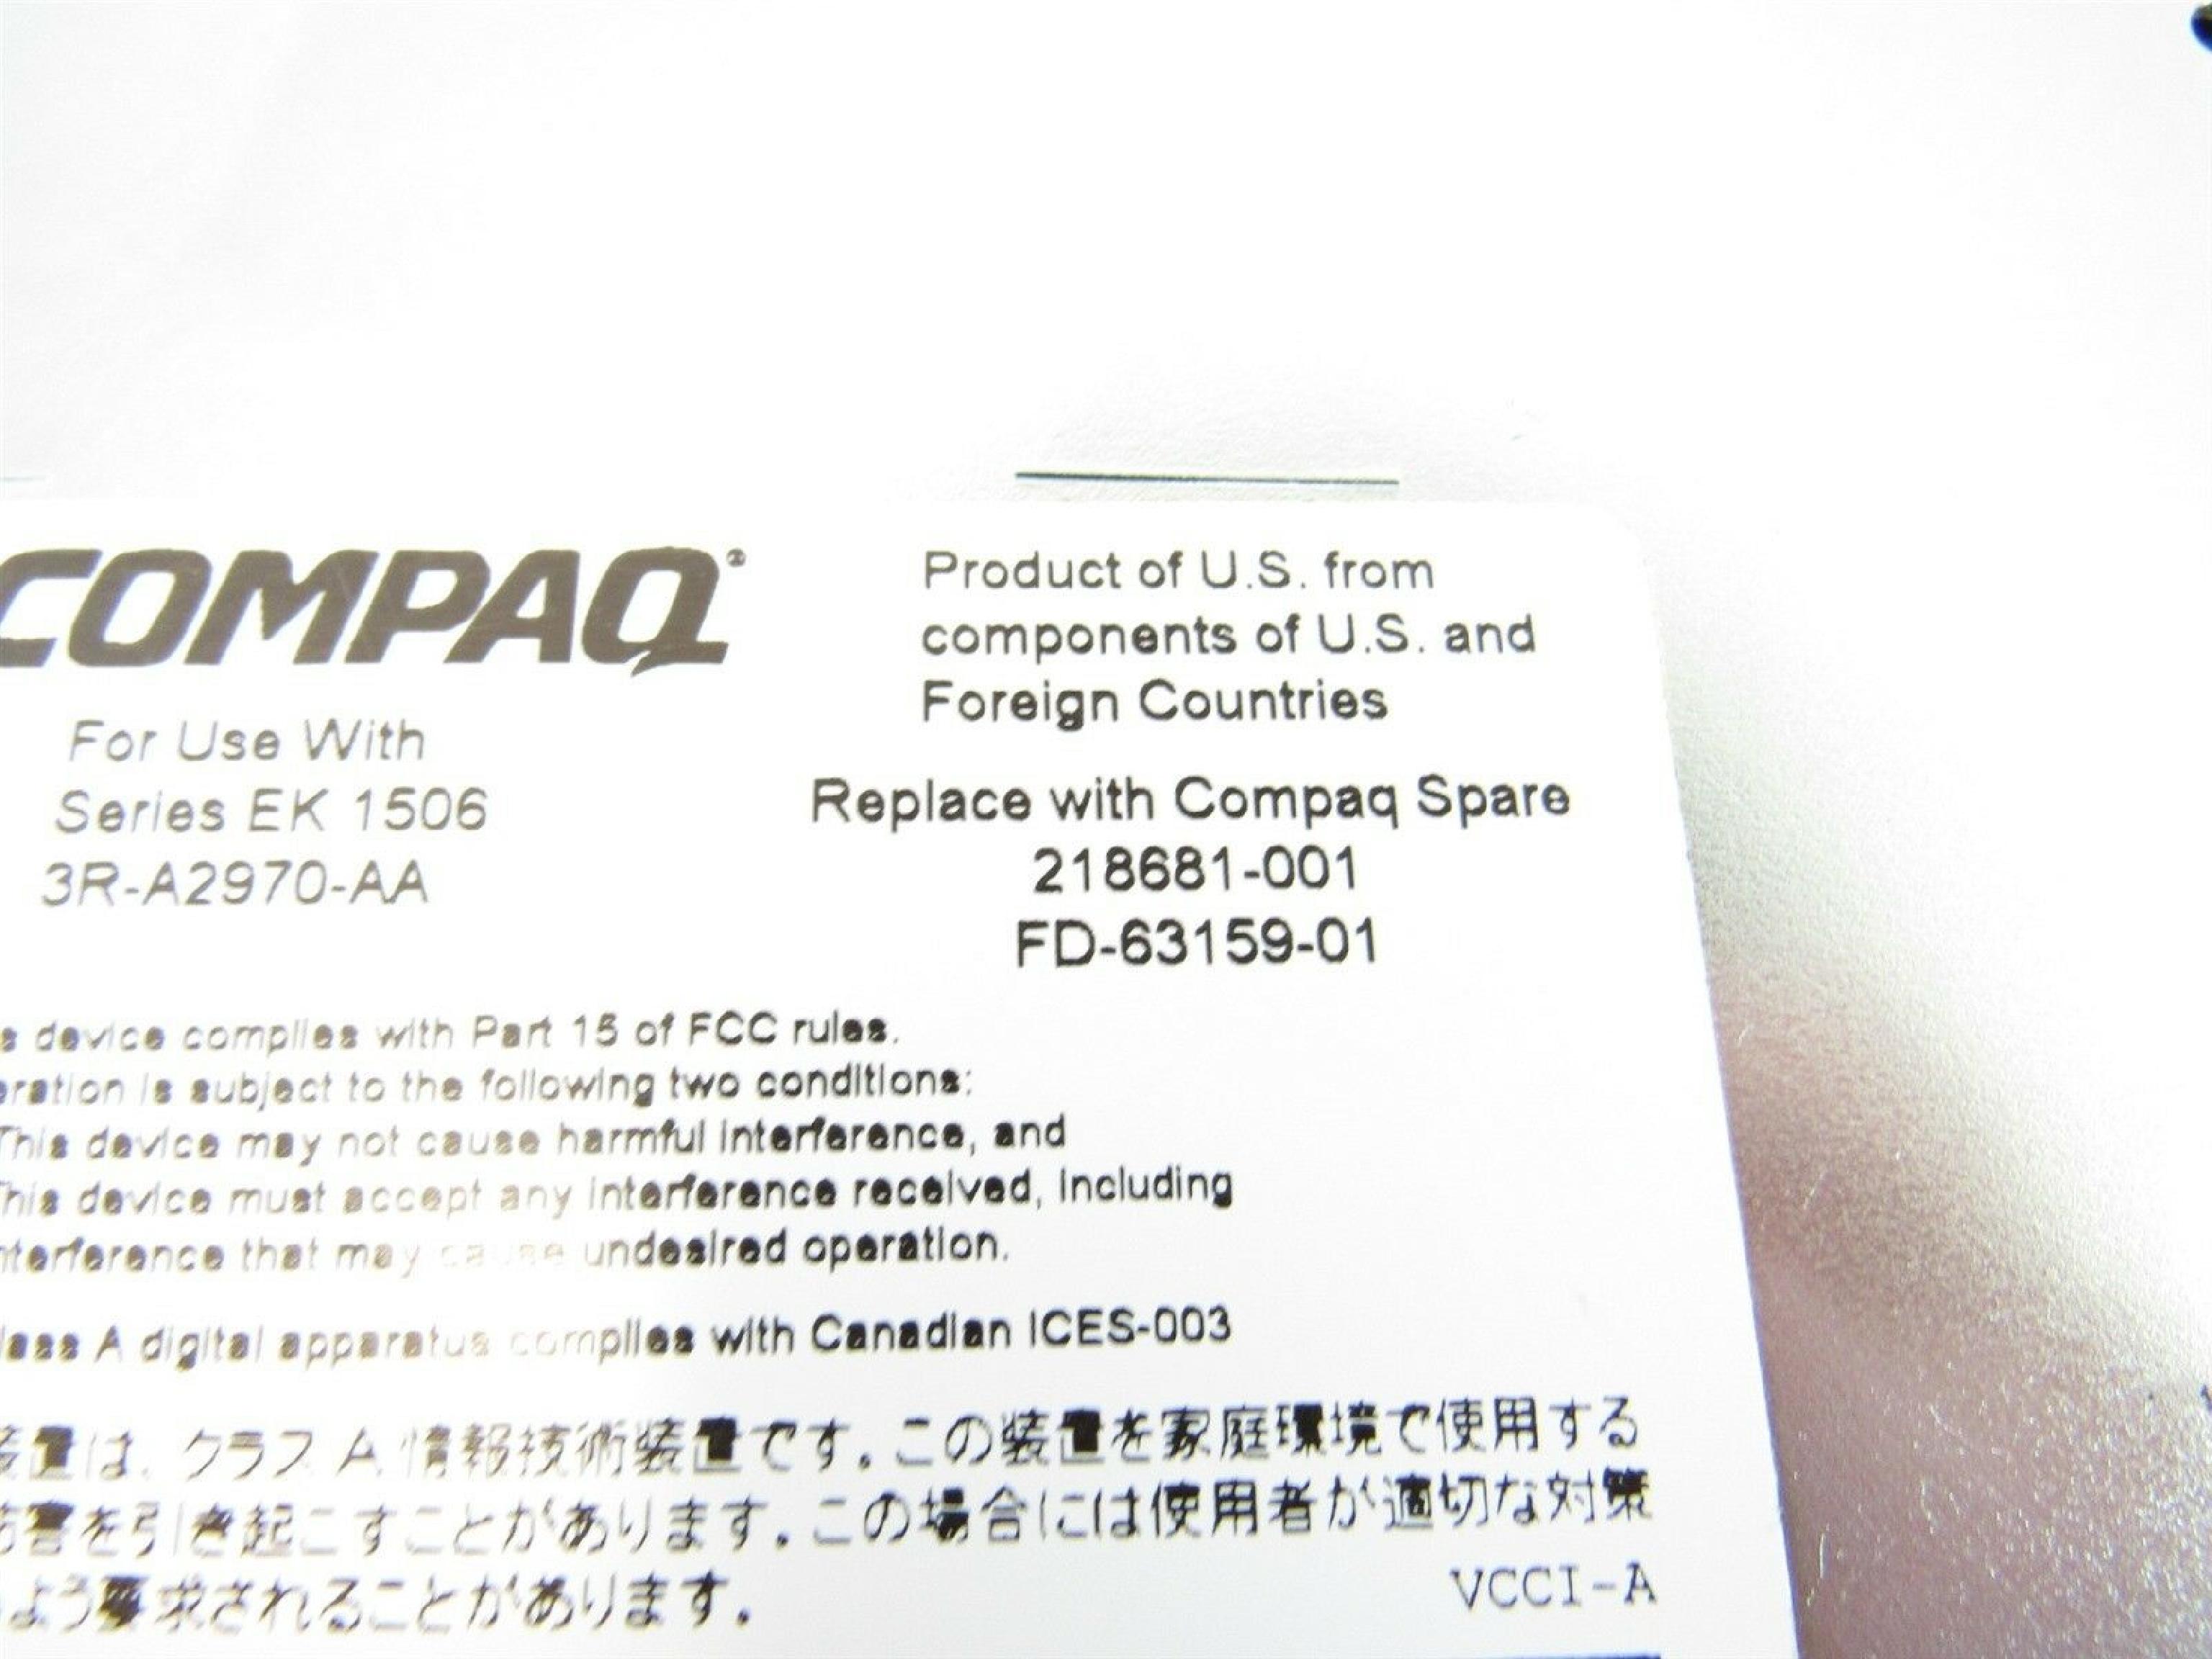 COMPAQ®
Product of U.S. from
components of U.S. and
Foreign Countries
For Use With
Series EK 1506
3R-A2970-AA
Replace with Compaq Spare
218681-001
FD-63159-01
device complies with Part 15 of FCC rules.
is subject to the following two conditions:
This device may not cause harmful interference, and
This device must accept any interference received, including
interference that may cause undesired operation.
A digital apparatus complies with Canadian ICES-003
装置は、クラス A 情報技術装置です。この装置を家庭環境で使用する
害を引き起こすことがあります。この場合には使用者が適切な対策
よう要求されることがあります。
VCCI-A